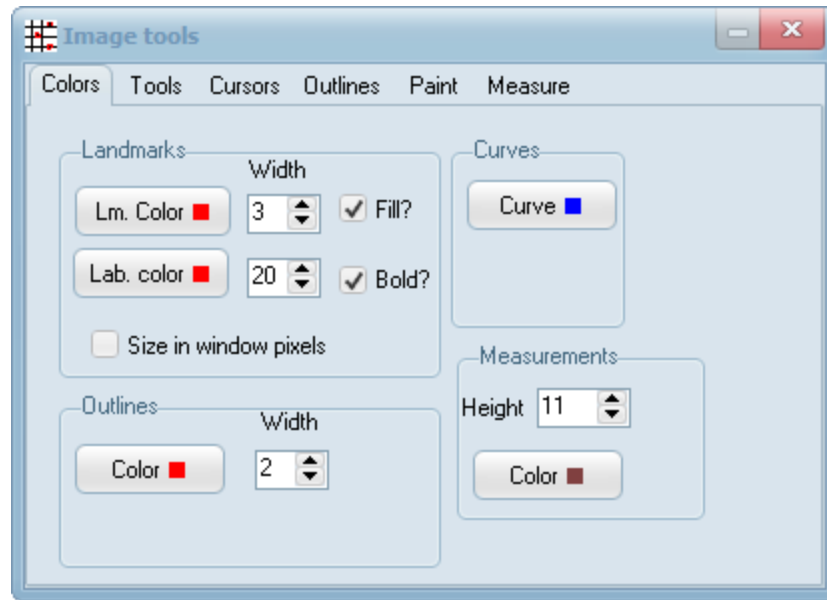 Image tools
Colors Tools Cursors Outlines Paint Measure
Landmarks
Width
Lm. Color 3 Fill?
Lab. color 20 Bold?
Size in window pixels
Curves
Curve
Outlines
Width
Color 2
Measurements
Height 11
Color